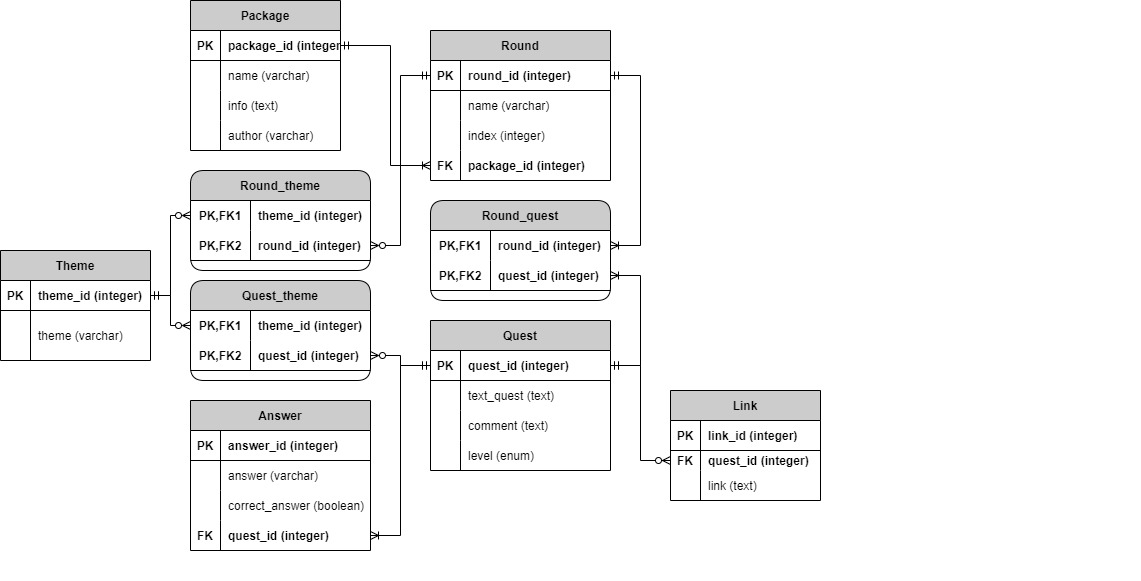 Package
PK package_id (integer
name (varchar)
info (text)
author (varchar)
Round
PK round_id (integer)
name (varchar)
index (integer)
FK package_id (integer)
Round_theme
PK,FK1 theme_id (integer)
PK,FK2 round_id (integer)
Round_quest
PK,FK1 round_id (integer)
PK,FK2 quest_id (integer)
Theme
PK theme_id (integer)
theme (varchar)
Quest_theme
PK,FK1 theme_id (integer)
PK,FK2 quest_id (integer)
Quest
PK quest_id (integer)
text_quest (text)
comment (text)
level (enum)
Answer
PK answer_id (integer)
answer (varchar)
correct_answer (boolean)
FK quest_id (integer)
Link
PK link_id (integer)
FK quest_id (integer)
link (text)